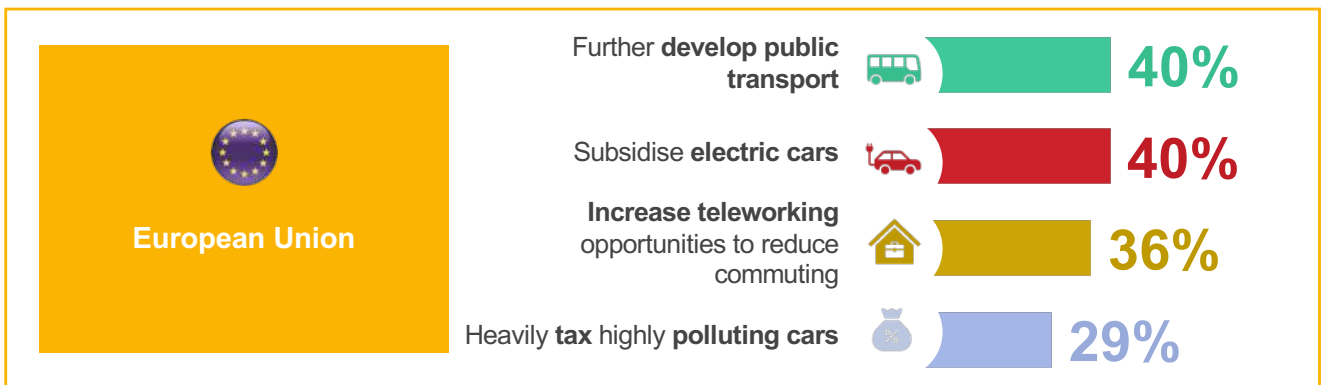 European Union
Further develop public
transport
40%
Subsidise electric cars
40%
Increase teleworking
opportunities to reduce
commuting
36%
Heavily tax highly polluting cars
%
29%